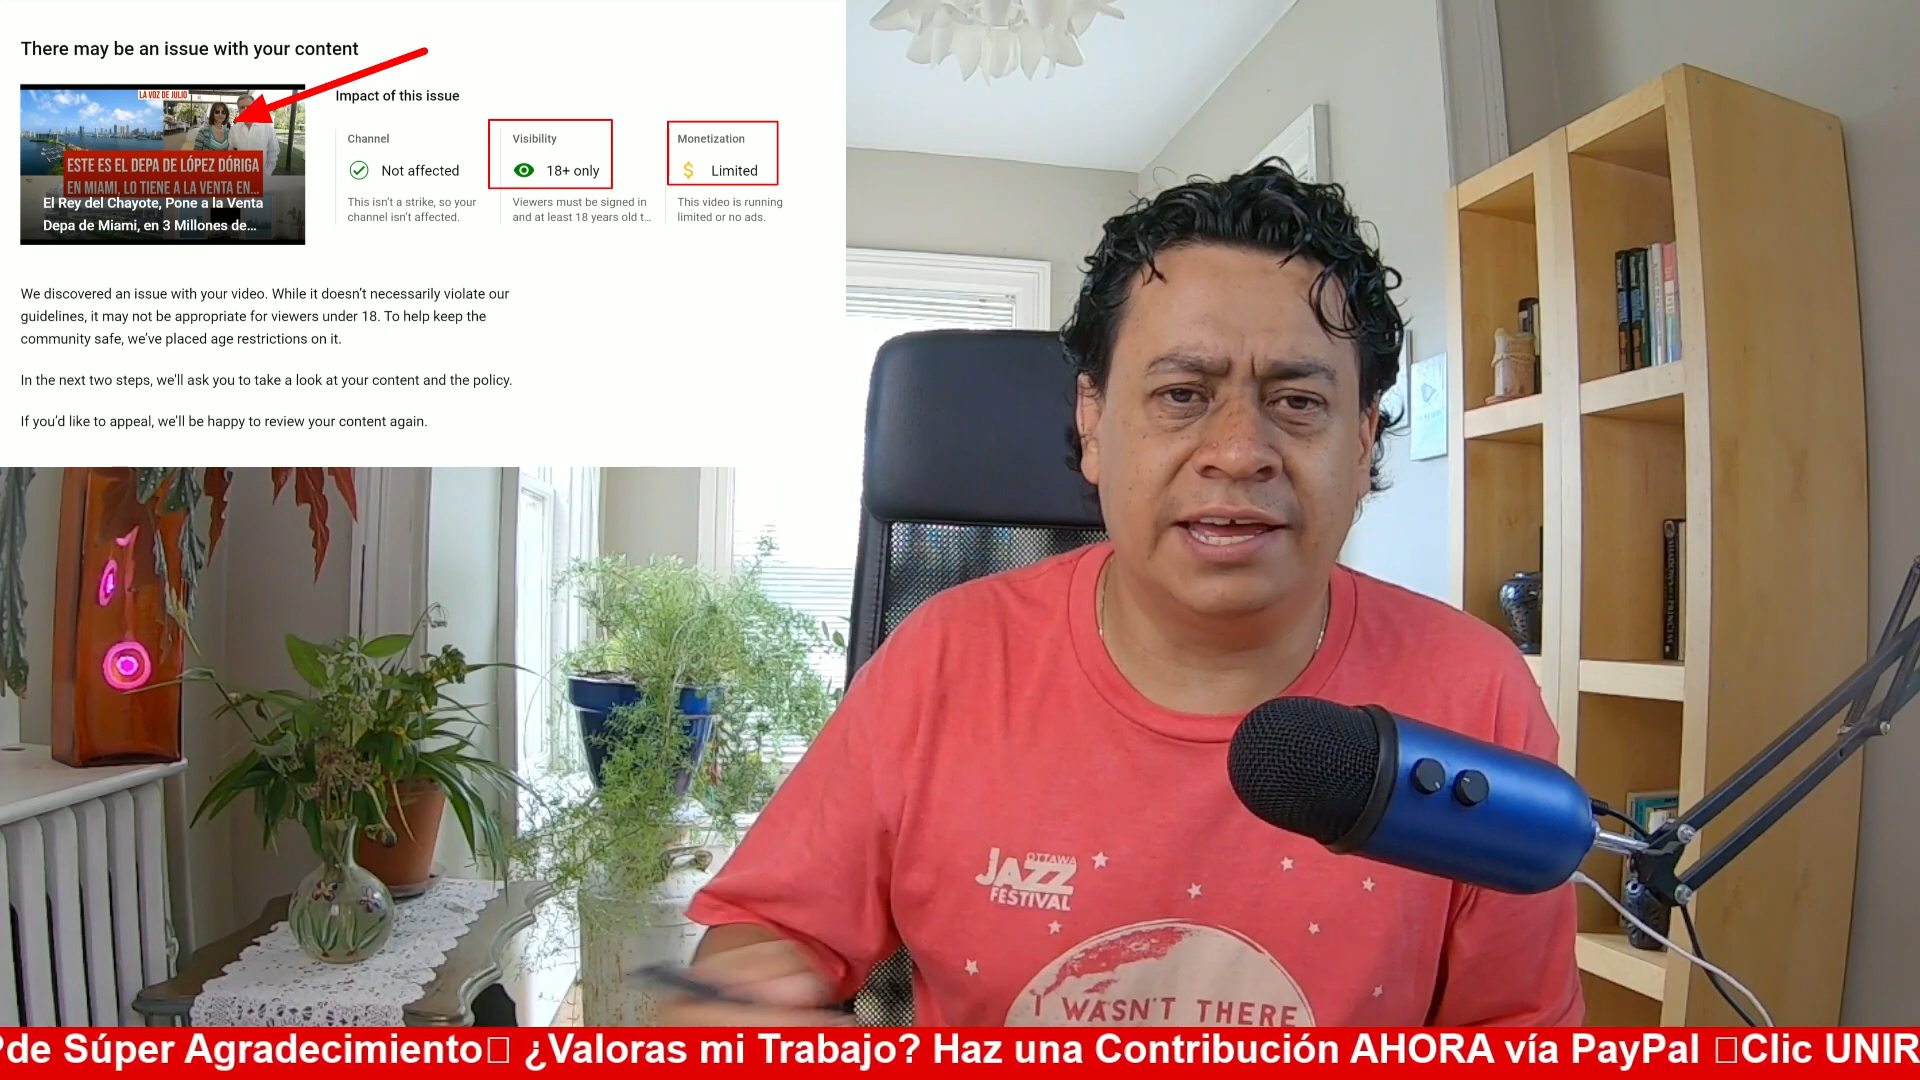 There may be an issue with your content
LA VOZ DE JULIO
ESTE ES EL DEPA DE LÓPEZ DÓRIGA
EN MIAMI, LO TIENE A LA VENTA EN...
El Rey del Chayote, Pone a la Venta
Depa de Miami, en 3 Millones de...
Impact of this issue
Channel
Not affected
This isn't a strike, so your
channel isn't affected.
Visibility
18+ only
Viewers must be signed in
and at least 18 years old t...
Monetization
Limited
This video is running
limited or no ads.
We discovered an issue with your video. While it doesn't necessarily violate our
guidelines, it may not be appropriate for viewers under 18. To help keep the
community safe, we've placed age restrictions on it.
In the next two steps, we'll ask you to take a look at your content and the policy.
If you'd like to appeal, we'll be happy to review your content again.
OTTAWA
JAZZ
FESTIVAL
I WASN'T THERE
de Súper Agradecimiento ¿Valoras mi Trabajo? Haz una Contribución AHORA vía PayPal Clic UNIR